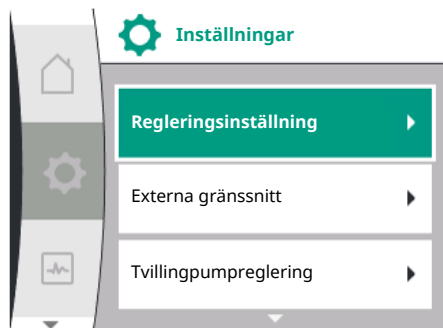 Inställningar
Regleringsinställning
Externa gränssnitt
Tvillingpumpreglering